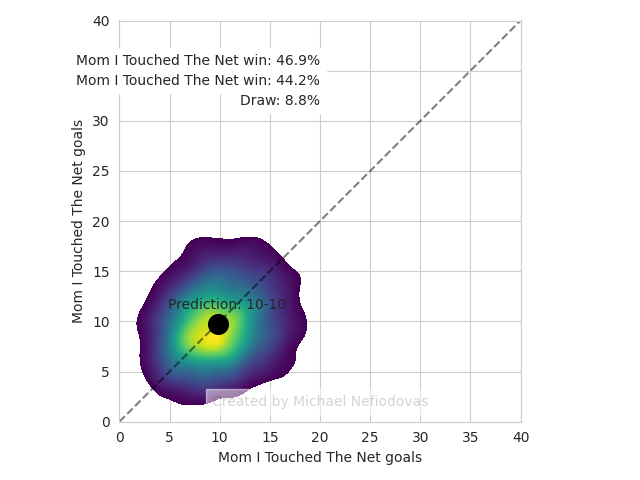 40
Mom I Touched The Net win: 46.9%
Mom I Touched The Net win: 44.2%
Draw: 8.8%
30
25
20
15
10
5
0
Mom I Touched The Net goals
Prediction: 10-10
Created by Michael Nefiodovas
0 5 10 15 20 25 30 35 40
Mom I Touched The Net goals